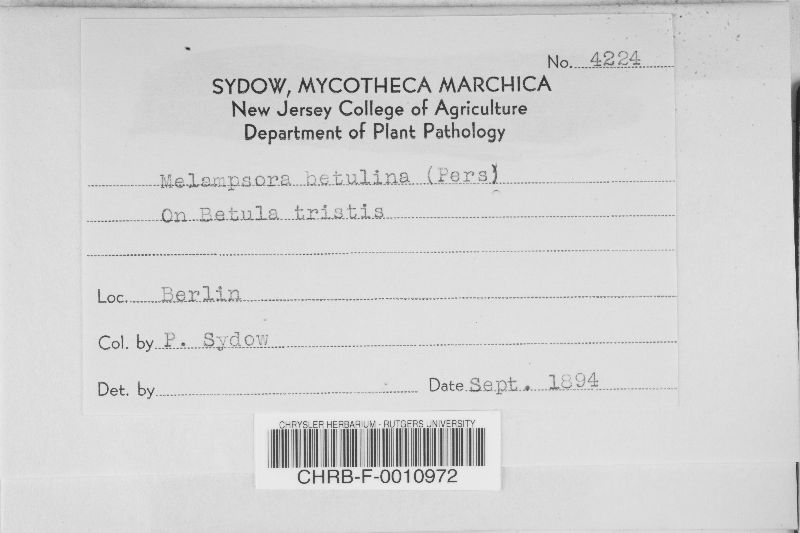 No. 4224
SYDOW, MYCOTHECA MARCHICA
New Jersey College of Agriculture
Department of Plant Pathology
Melampsora betulina (Pers)
On Betula tristis
Loc. Berlin
Col. by P. Sydow
Det. by
Date Sept. 1894
CHRYSLER HERBARIUM - RUTGERS UNIVERSITY
CHRB-F-0010972